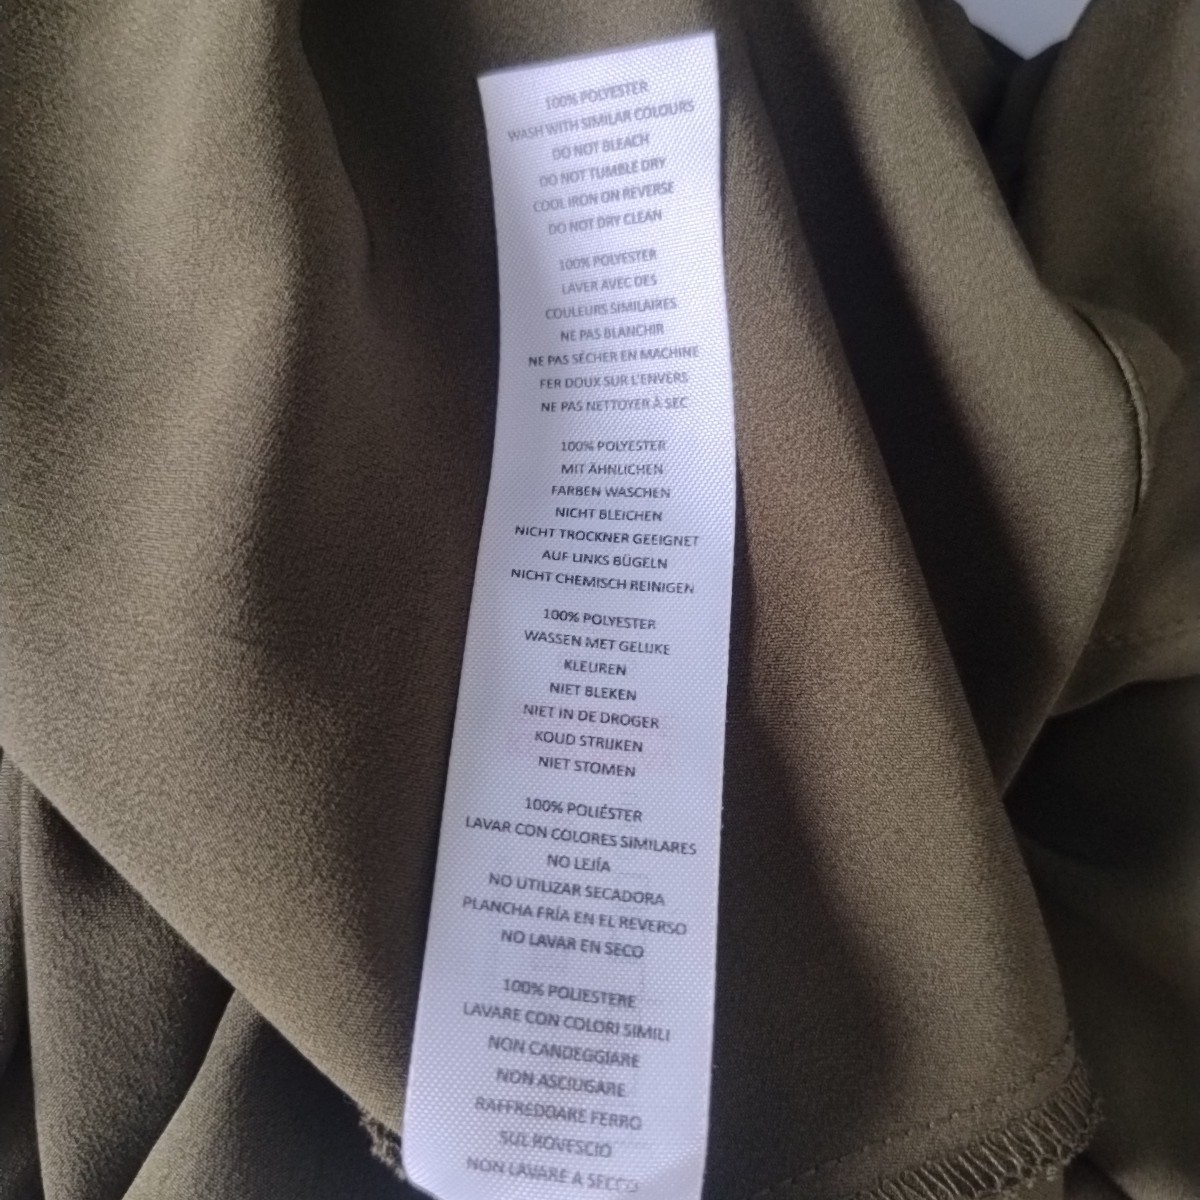 100% POLYESTER
WASH WITH SIMILAR COLOURS
DO NOT BLEACH
DO NOT TUMBLE DRY
COOL IRON ON REVERSE
DO NOT DRY CLEAN
100% POLYESTER
LAVER AVEC DES
COULEURS SIMILAIRES
NE PAS BLANCHIR
NE PAS SÉCHER EN MACHINE
FER DOUX SUR L'ENVERS
NE PAS NETTOYER À SEC
100% POLYESTER
MIT ÄHNLICHEN
FARBEN WASCHEN
NICHT BLEICHEN
NICHT TROCKNER GEEIGNET
AUF LINKS BÜGELN
NICHT CHEMISCH REINIGEN
100% POLYESTER
WASSEN MET GELIJKE
KLEUREN
NIET BLEKEN
NIET IN DE DROGER
KOUD STRIJKEN
NIET STOMEN
100% POLIÉSTER
LAVAR CON COLORES SIMILARES
NO LEJÍA
NO UTILIZAR SECADORA
PLANCHA FRÍA EN EL REVERSO
NO LAVAR EN SECO
100% POLIESTERE
LAVARE CON COLORI SIMILI
NON CANDEGGIARE
NON ASCIUGARE
RAFFREDDARE FERRO
SUL ROVESCIO
NON LAVARE A SECCO